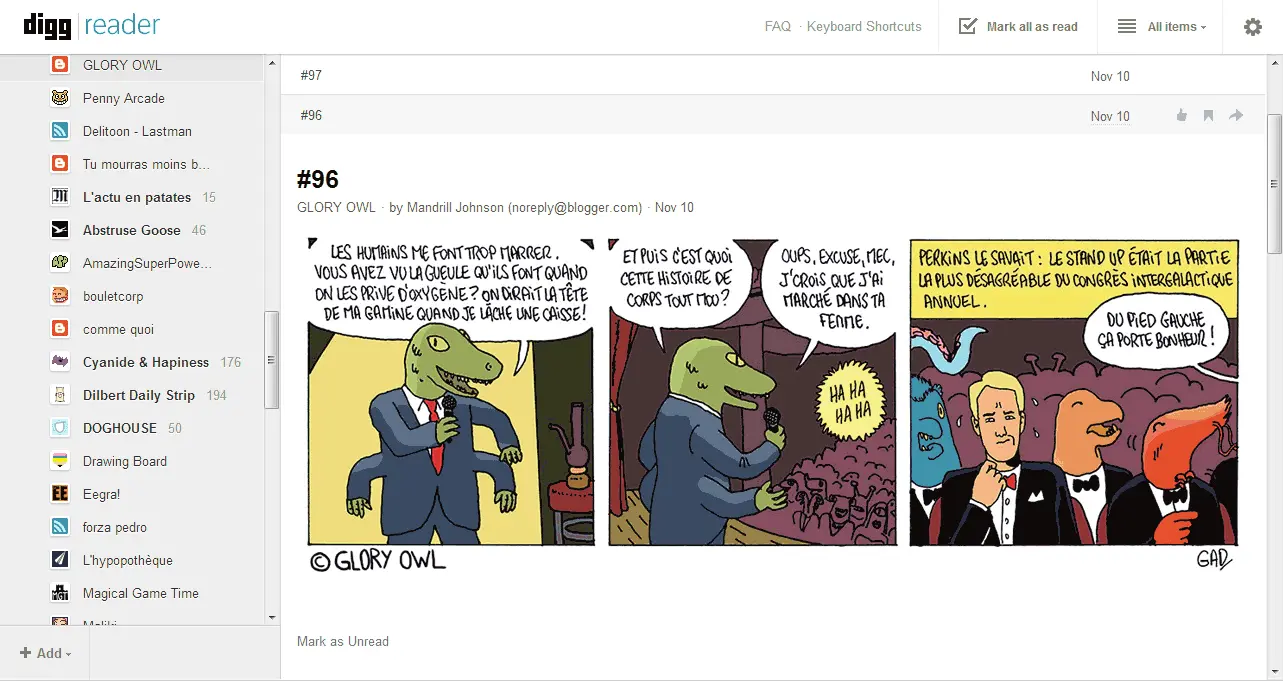 digg reader
FAQ · Keyboard Shortcuts
Mark all as read
All items
GLORY OWL
Penny Arcade
Delitoon - Lastman
Tu mourras moins b...
L'actu en patates 15
Abstruse Goose 46
AmazingSuperPowe...
bouletcorp
comme quoi
Cyanide & Hapiness 176
Dilbert Daily Strip 194
DOGHOUSE 50
Drawing Board
Eegra!
forza pedro
L'hypopothèque
Magical Game Time
Maliki
+ Add
#97 Nov 10
#96 Nov 10
#96
GLORY OWL · by Mandrill Johnson (noreply@blogger.com) · Nov 10
LES HUMAINS ME FONT TROP MARRER.
VOUS AVEZ VU LA GUEULE QU'ILS FONT QUAND
ON LES PRIVE D'OXYGÈNE? ON DIRAIT LA TÊTE
DE MA GAMINE QUAND JE LÂCHE UNE CAISSE!
ET PUIS C'EST QUOI
CETTE HISTOIRE DE
CORPS TOUT MOU?
OUPS, EXCUSE, MEC,
J'CROIS QUE J'AI
MARCHÉ DANS TA
FEMME.
HA HA
HA HA
PERKINS LE SAVAIT : LE STAND UP ÉTAIT LA PARTIE
LA PLUS DÉSAGRÉABLE DU CONGRÈS INTERGALACTIQUE
ANNUEL.
DU PIED GAUCHE
ÇA PORTE BONHEUR!
© GLORY OWL
GAD
Mark as Unread